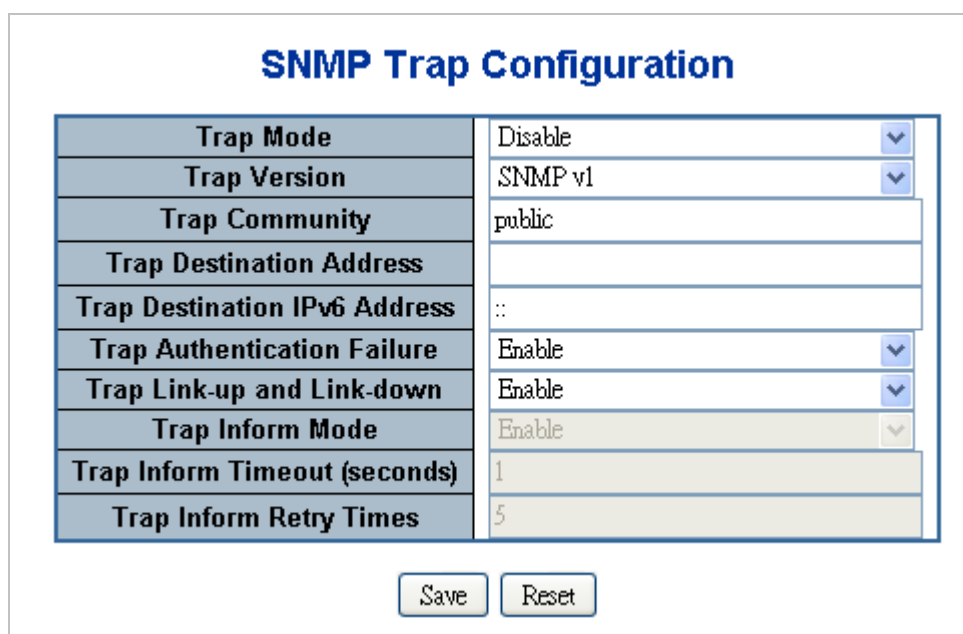 SNMP Trap Configuration
Trap Mode Disable
Trap Version SNMP v1
Trap Community public
Trap Destination Address
Trap Destination IPv6 Address ::
Trap Authentication Failure Enable
Trap Link-up and Link-down Enable
Trap Inform Mode Enable
Trap Inform Timeout (seconds) 1
Trap Inform Retry Times 5
Save Reset